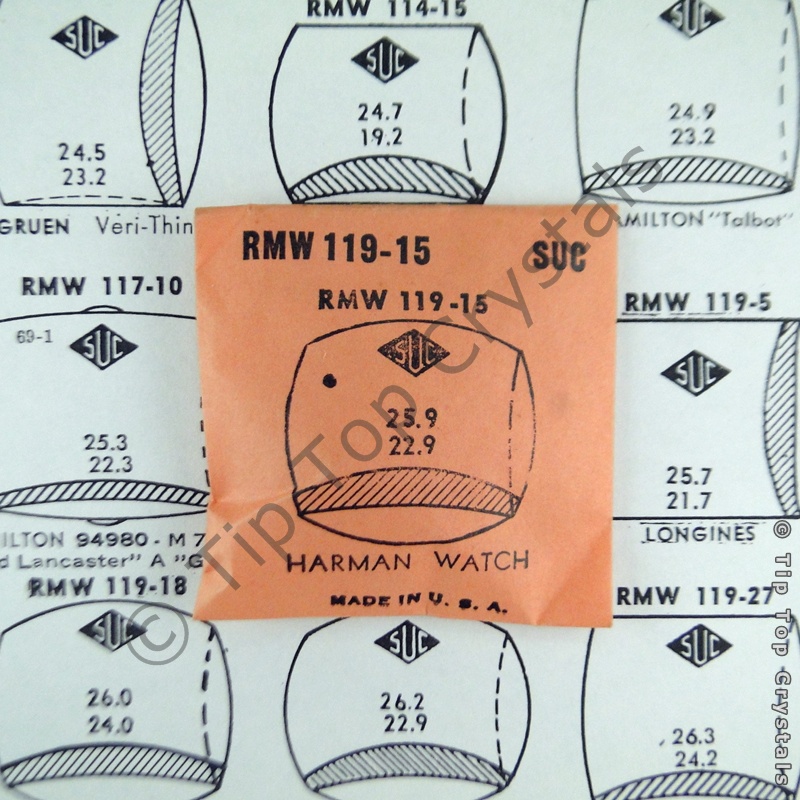 RMW 114-15
SUC
24.5
23.2
GRUEN Veri-Thin
SUC
24.7
19.2
SUC
24.9
23.2
AMILTON "Talbot"
RMW 117-10
69-1
SUC
25.3
22.3
ILTON 94980 - M 7
d Lancaster" A "G
RMW 119-15 SUC
RMW 119-15
SUC
25.9
22.9
HARMAN WATCH
MADE IN U. S. A.
RMW 119-5
SUC
25.7
21.7
LONGINES
RMW 119-18
SUC
26.0
24.0
SUC
26.2
22.9
RMW 119-27
SUC
26.3
24.2
© Tip Top Crystals
© Tip Top Crystals